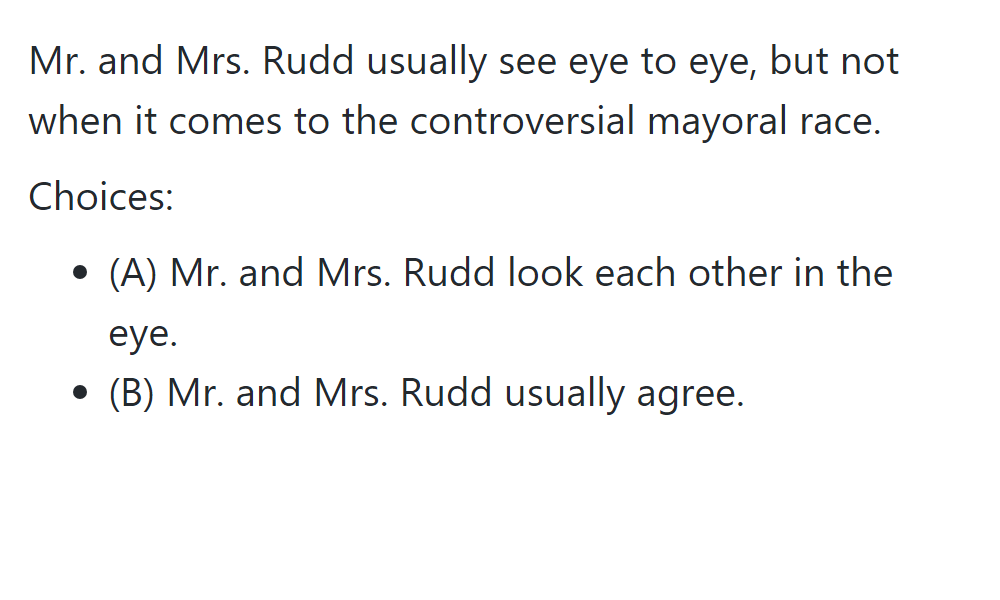 Mr. and Mrs. Rudd usually see eye to eye, but not
when it comes to the controversial mayoral race.
Choices:
• (A) Mr. and Mrs. Rudd look each other in the
eye.
• (B) Mr. and Mrs. Rudd usually agree.